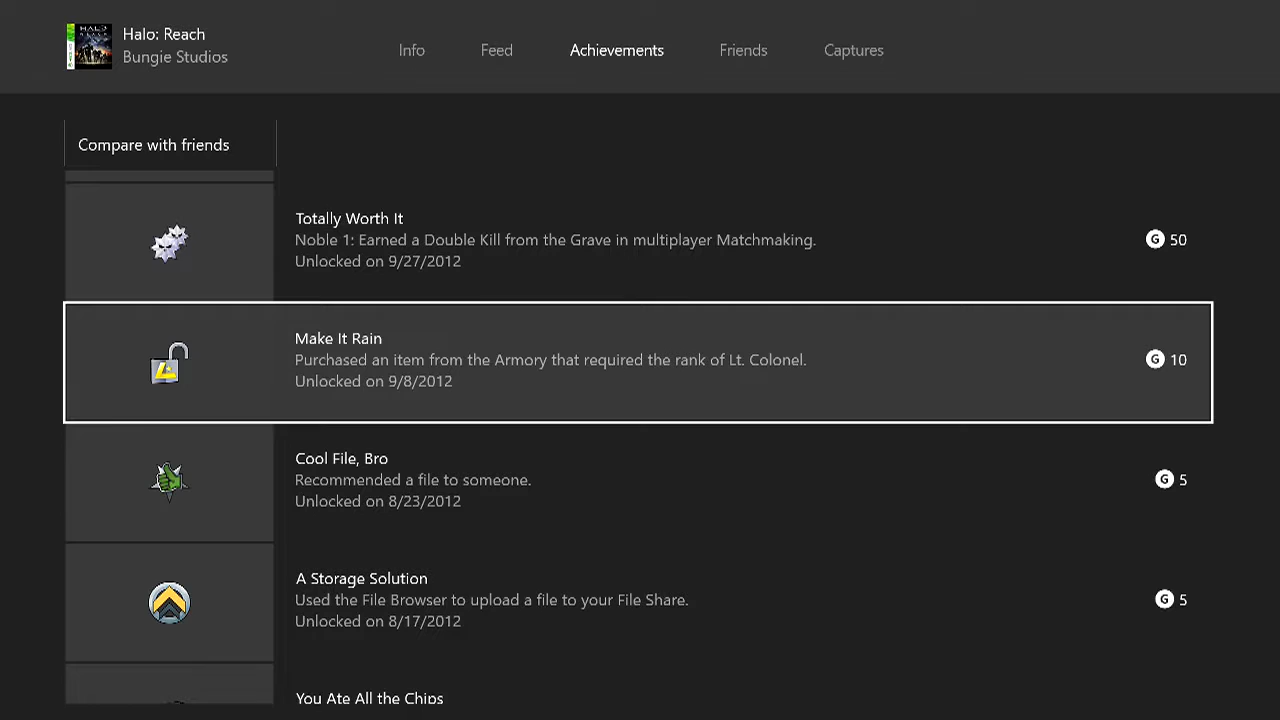 Halo: Reach
Bungie Studios
Info
Feed
Achievements
Friends
Captures
Compare with friends
Totally Worth It
Noble 1: Earned a Double Kill from the Grave in multiplayer Matchmaking.
Unlocked on 9/27/2012
G 50
Make It Rain
Purchased an item from the Armory that required the rank of Lt. Colonel.
Unlocked on 9/8/2012
G 10
Cool File, Bro
Recommended a file to someone.
Unlocked on 8/23/2012
G 5
A Storage Solution
Used the File Browser to upload a file to your File Share.
Unlocked on 8/17/2012
G 5
You Ate All the Chips